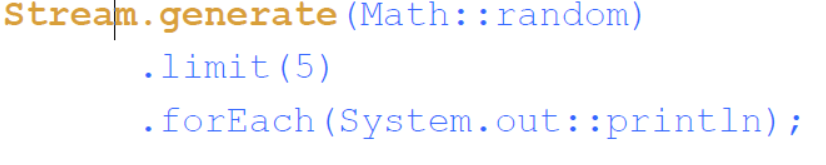 Stream.generate(Math::random)
.limit(5)
.forEach(System.out::println);